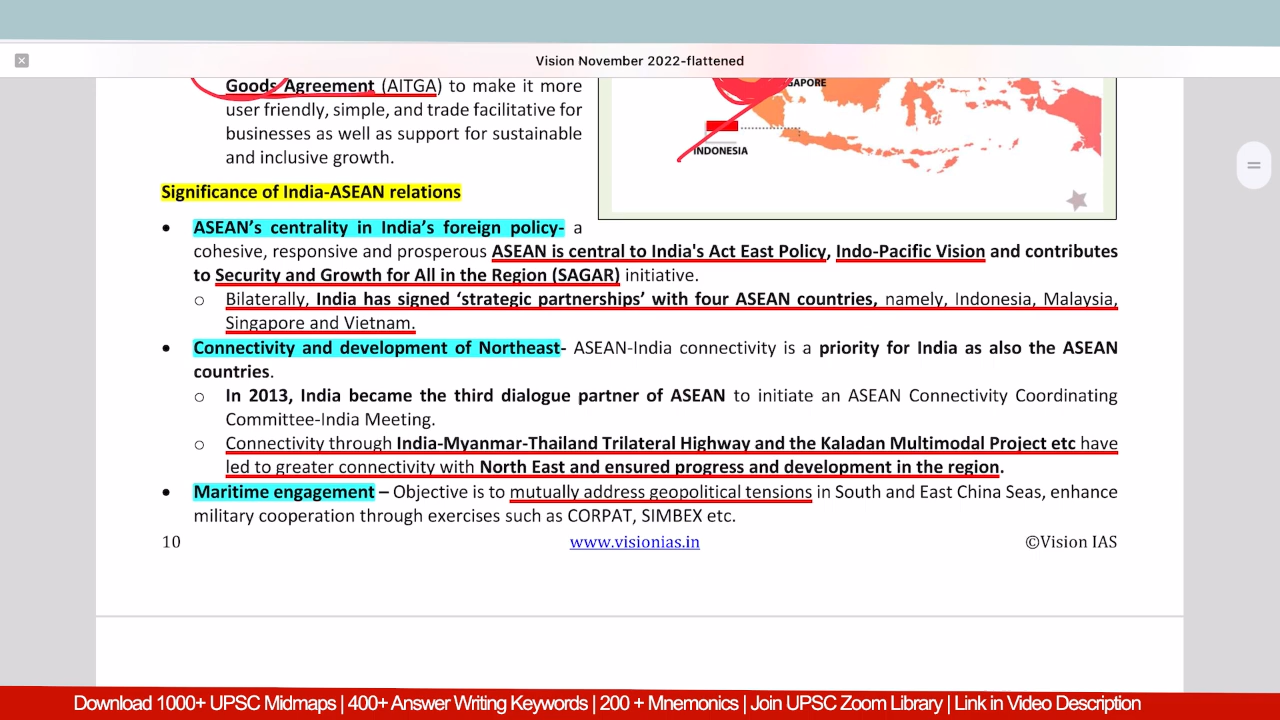 Vision November 2022-flattened
Goods Agreement (AITGA) to make it more
user friendly, simple, and trade facilitative for
businesses as well as support for sustainable
and inclusive growth.
GAPORE
INDONESIA
Significance of India-ASEAN relations
• ASEAN's centrality in India's foreign policy- a
cohesive, responsive and prosperous ASEAN is central to India's Act East Policy, Indo-Pacific Vision and contributes
to Security and Growth for All in the Region (SAGAR) initiative.
o Bilaterally, India has signed 'strategic partnerships' with four ASEAN countries, namely, Indonesia, Malaysia,
Singapore and Vietnam.
• Connectivity and development of Northeast- ASEAN-India connectivity is a priority for India as also the ASEAN
countries.
o In 2013, India became the third dialogue partner of ASEAN to initiate an ASEAN Connectivity Coordinating
Committee-India Meeting.
o Connectivity through India-Myanmar-Thailand Trilateral Highway and the Kaladan Multimodal Project etc have
led to greater connectivity with North East and ensured progress and development in the region.
• Maritime engagement – Objective is to mutually address geopolitical tensions in South and East China Seas, enhance
military cooperation through exercises such as CORPAT, SIMBEX etc.
10 www.visionias.in ©Vision IAS
Download 1000+ UPSC Midmaps | 400+ Answer Writing Keywords | 200 + Mnemonics | Join UPSC Zoom Library | Link in Video Description